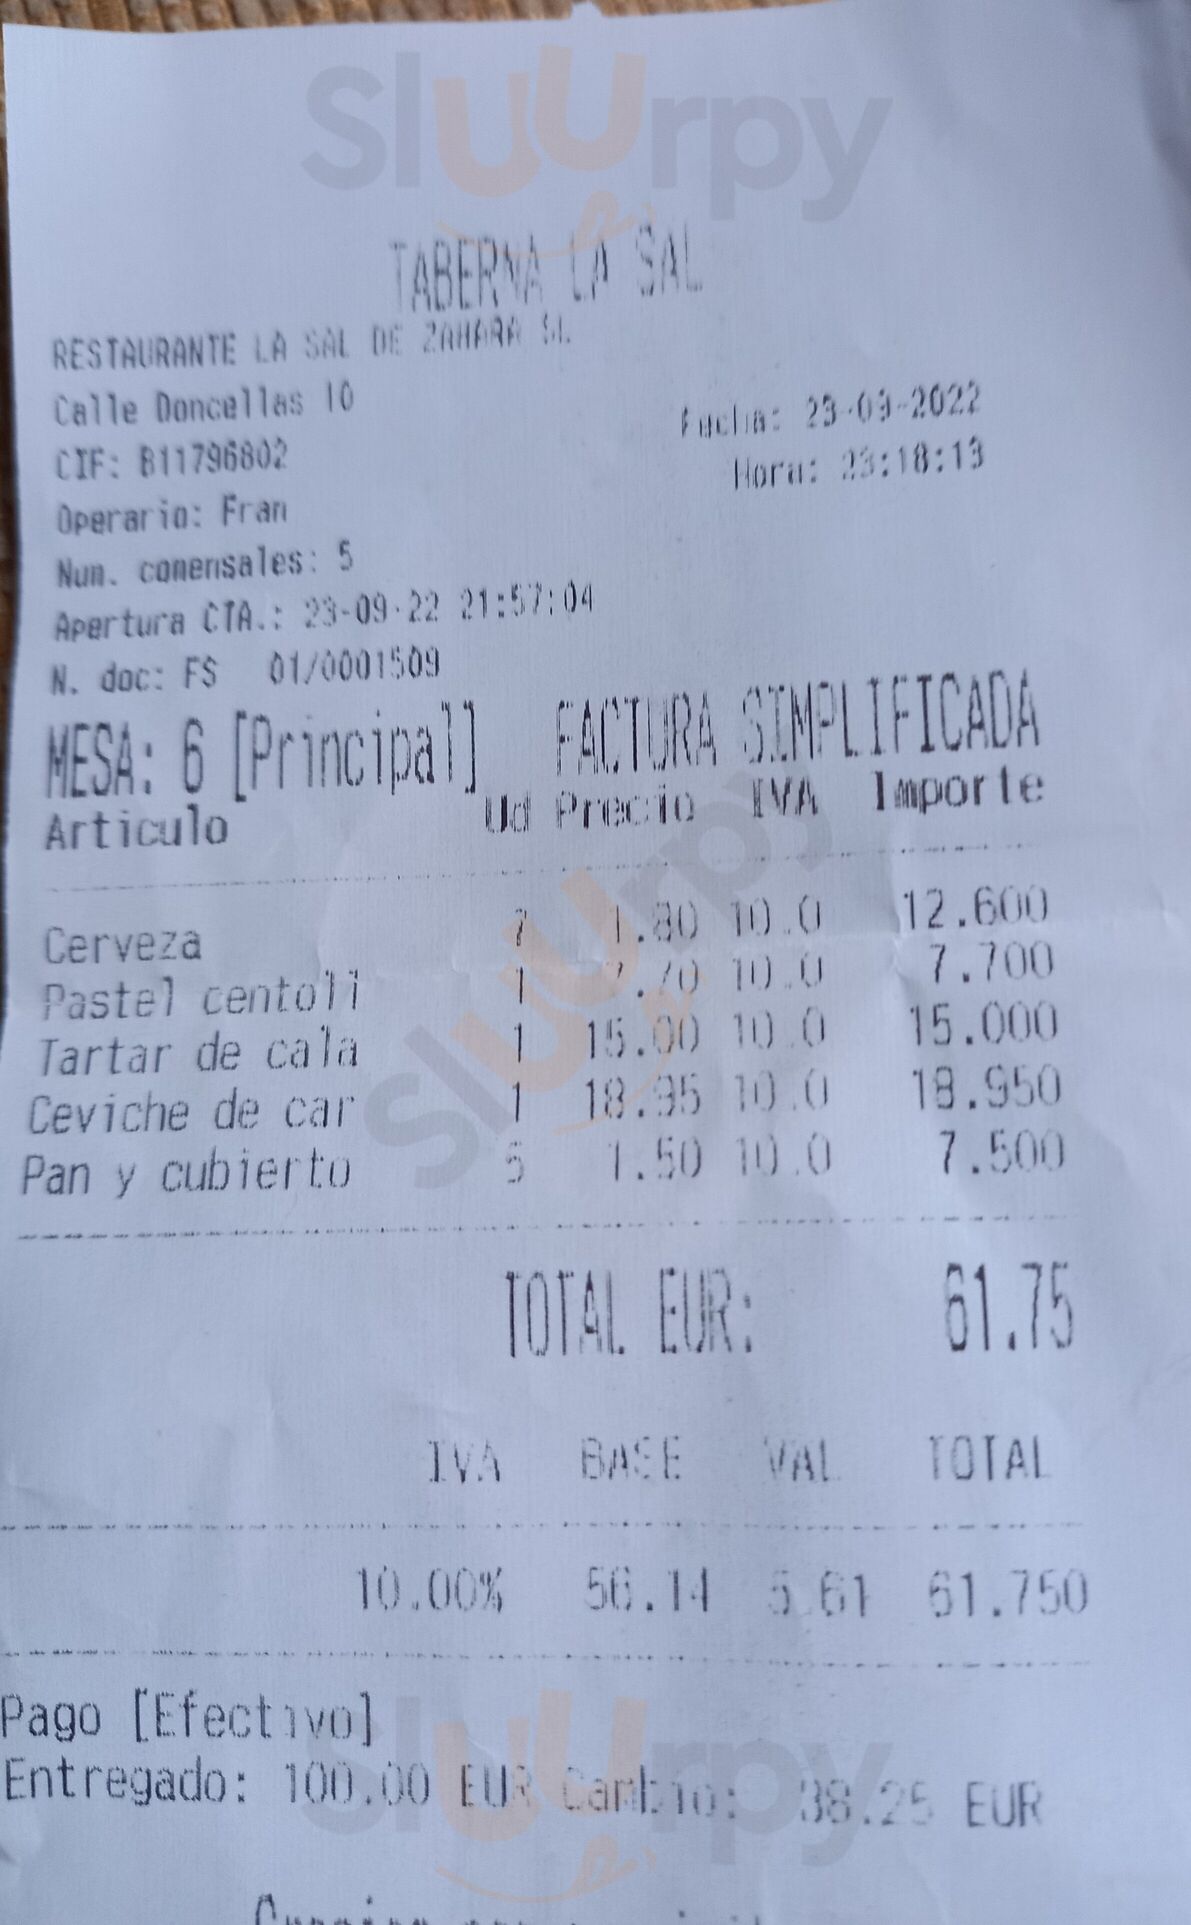 Sluurpy
TABERNA LA SAL
RESTAURANTE LA SAL DE ZAHARA SL
Calle Doncellas 10
Fecha: 23-09-2022
CIF: B11796802
Hora: 23:18:13
Operario: Fran
Num. comensales: 5
Apertura CTA.: 23-09-22 21:57:04
N. doc: FS 01/0001509
MESA: 6 [Principal] FACTURA SIMPLIFICADA
Articulo Ud Precio IVA Importe
Cerveza 7 1.80 10.0 12.600
Pastel centoll 1 7.70 10.0 7.700
Tartar de cala 1 15.00 10.0 15.000
Ceviche de car 1 18.95 10.0 18.950
Pan y cubierto 5 1.50 10.0 7.500
Sluurpy
TOTAL EUR: 61.75
IVA BASE VAL TOTAL
10.00% 56.14 5.61 61.750
Pago [Efectivo]
Entregado: 100.00 EUR Cambio: 38.25 EUR
Sluurpy